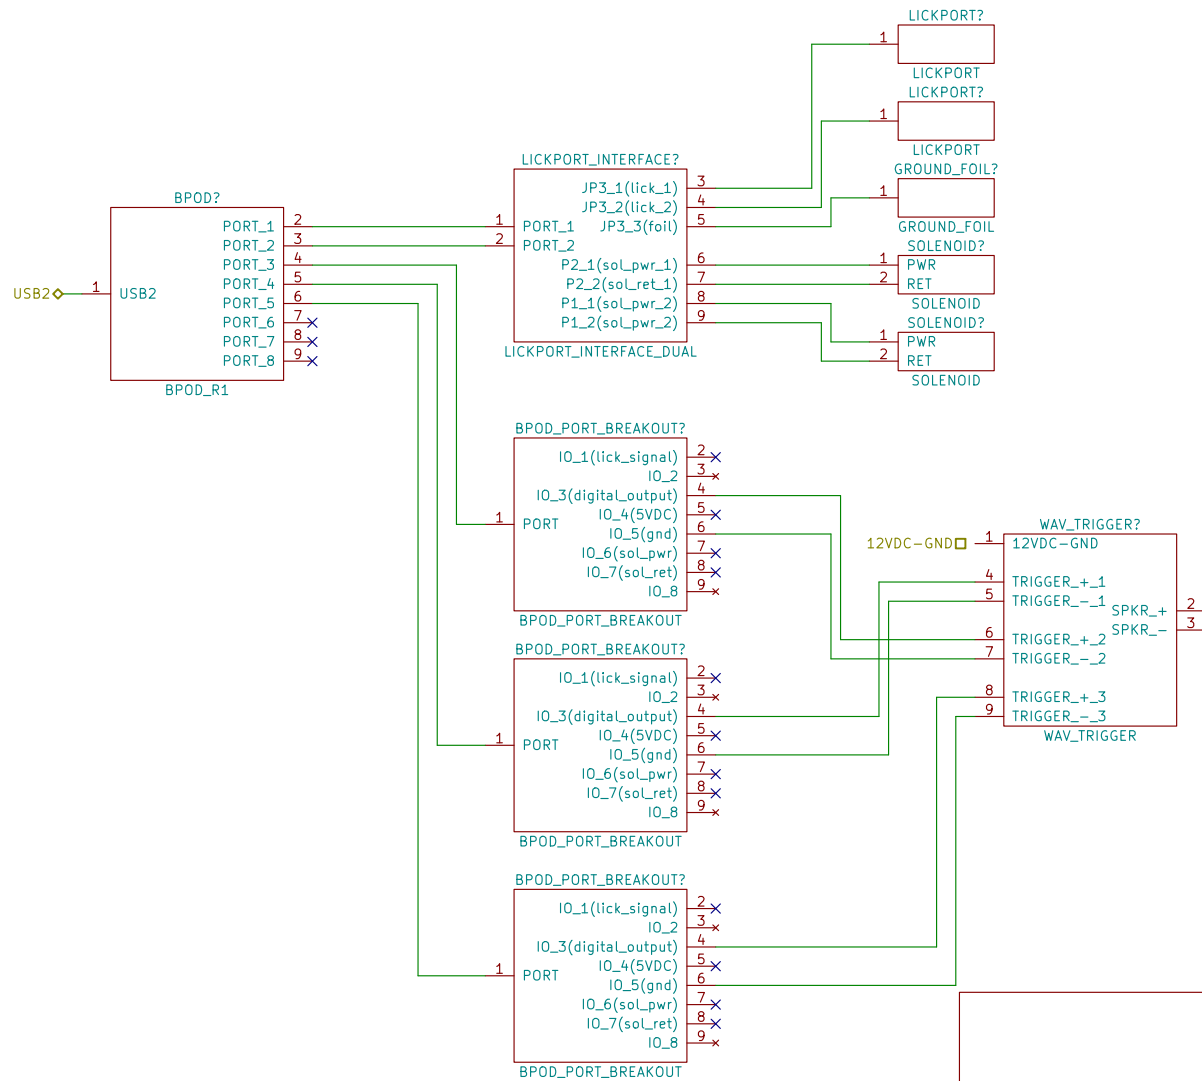 LICKPORT?
1
LICKPORT
LICKPORT?
1
LICKPORT
GROUND_FOIL?
1
GROUND_FOIL
SOLENOID?
1 PWR
2 RET
SOLENOID
SOLENOID?
1 PWR
2 RET
SOLENOID
LICKPORT_INTERFACE?
1 PORT_1
2 PORT_2
JP3_1(lick_1) 3
JP3_2(lick_2) 4
JP3_3(foil) 5
P2_1(sol_pwr_1) 6
P2_2(sol_ret_1) 7
P1_1(sol_pwr_2) 8
P1_2(sol_pwr_2) 9
LICKPORT_INTERFACE_DUAL
BPOD?
USB2 1 USB2
PORT_1 2
PORT_2 3
PORT_3 4
PORT_4 5
PORT_5 6
PORT_6 7
PORT_7 8
PORT_8 9
BPOD_R1
BPOD_PORT_BREAKOUT?
1 PORT
IO_1(lick_signal) 2
IO_2 3
IO_3(digital_output) 4
IO_4(5VDC) 5
IO_5(gnd) 6
IO_6(sol_pwr) 7
IO_7(sol_ret) 8
IO_8 9
BPOD_PORT_BREAKOUT
BPOD_PORT_BREAKOUT?
1 PORT
IO_1(lick_signal) 2
IO_2 3
IO_3(digital_output) 4
IO_4(5VDC) 5
IO_5(gnd) 6
IO_6(sol_pwr) 7
IO_7(sol_ret) 8
IO_8 9
BPOD_PORT_BREAKOUT
BPOD_PORT_BREAKOUT?
1 PORT
IO_1(lick_signal) 2
IO_2 3
IO_3(digital_output) 4
IO_4(5VDC) 5
IO_5(gnd) 6
IO_6(sol_pwr) 7
IO_7(sol_ret) 8
IO_8 9
BPOD_PORT_BREAKOUT
WAV_TRIGGER?
12VDC-GND 1 12VDC-GND
4 TRIGGER_+_1
5 TRIGGER_-_1
6 TRIGGER_+_2
7 TRIGGER_-_2
8 TRIGGER_+_3
9 TRIGGER_-_3
SPKR_+ 2
SPKR_- 3
WAV_TRIGGER